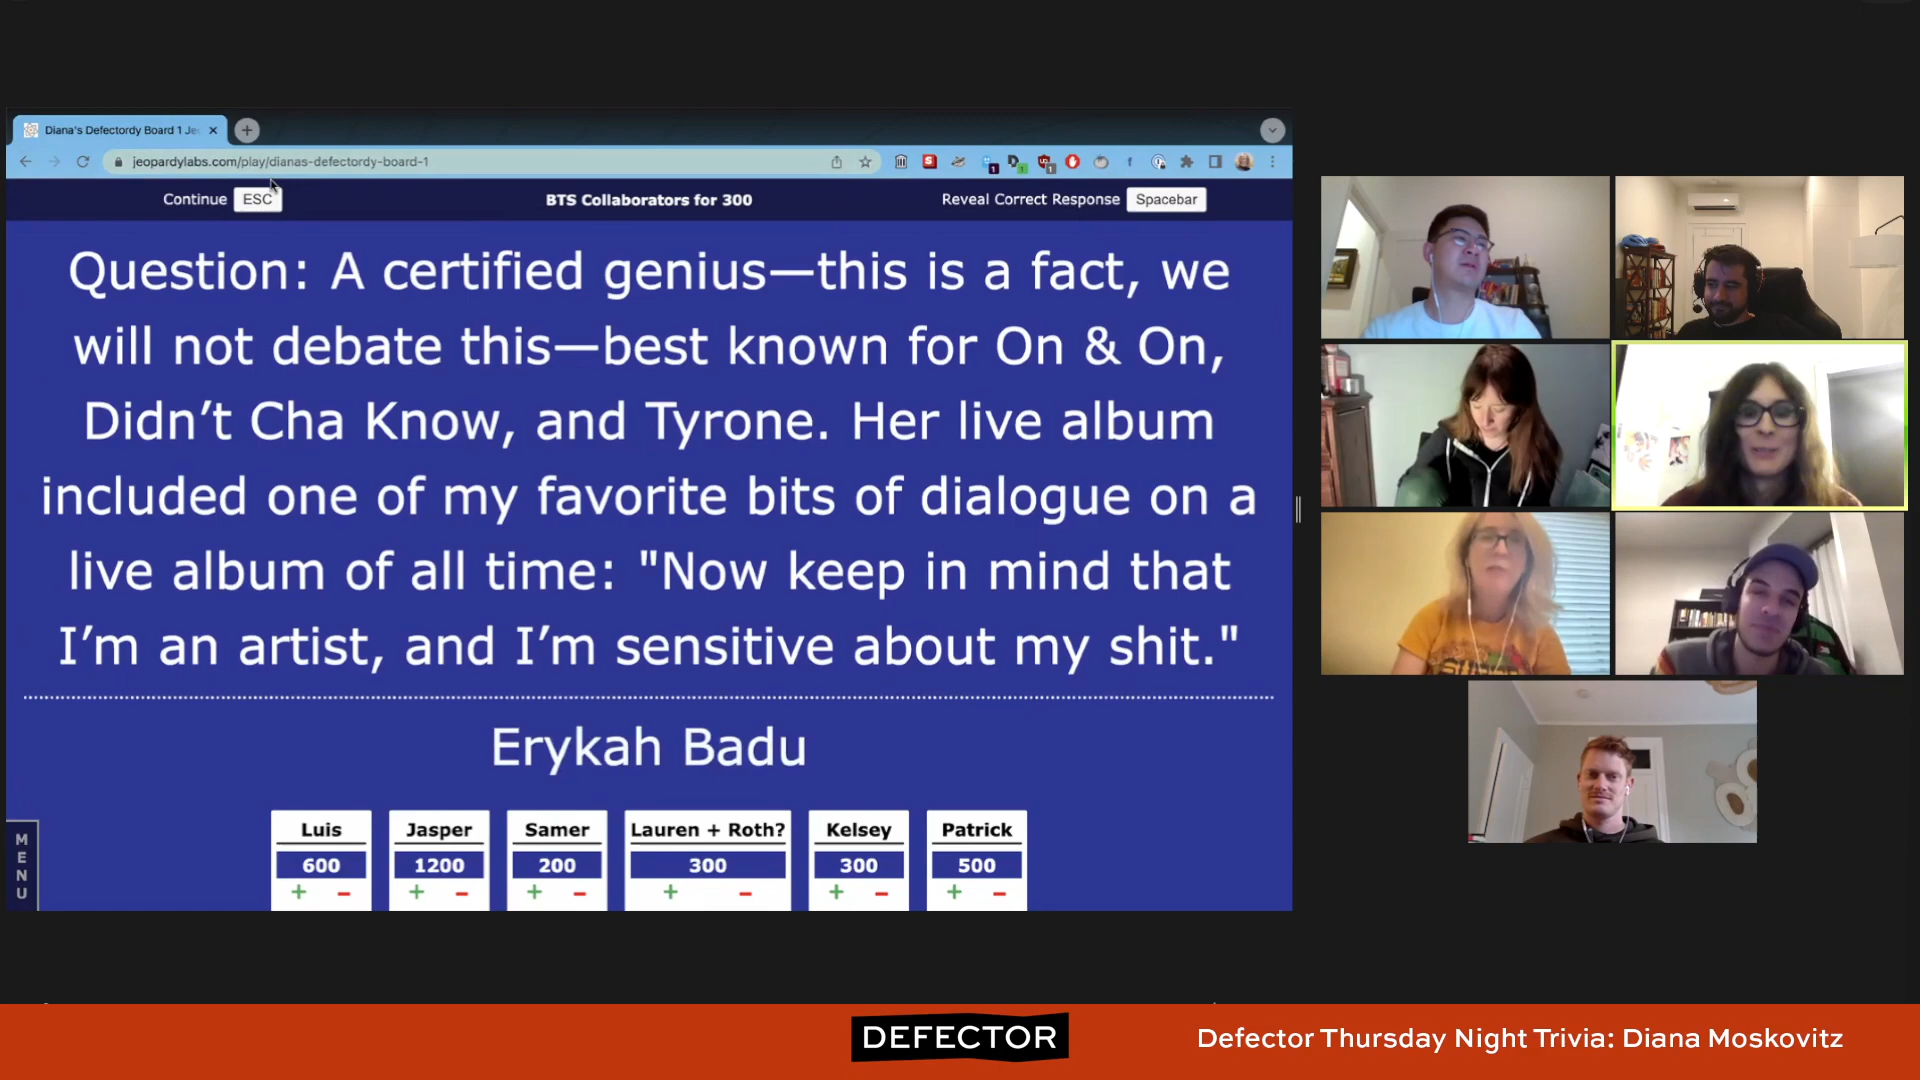 Diana's Defectordy Board 1 Je
jeopardylabs.com/play/dianas-defectordy-board-1
Continue ESC
BTS Collaborators for 300
Reveal Correct Response Spacebar
Question: A certified genius—this is a fact, we
will not debate this—best known for On & On,
Didn’t Cha Know, and Tyrone. Her live album
included one of my favorite bits of dialogue on a
live album of all time: "Now keep in mind that
I’m an artist, and I’m sensitive about my shit."
Erykah Badu
MENU
Luis Jasper Samer Lauren + Roth? Kelsey Patrick
600 1200 200 300 300 500
+ − + − + − + − + − + −
DEFECTOR
Defector Thursday Night Trivia: Diana Moskovitz